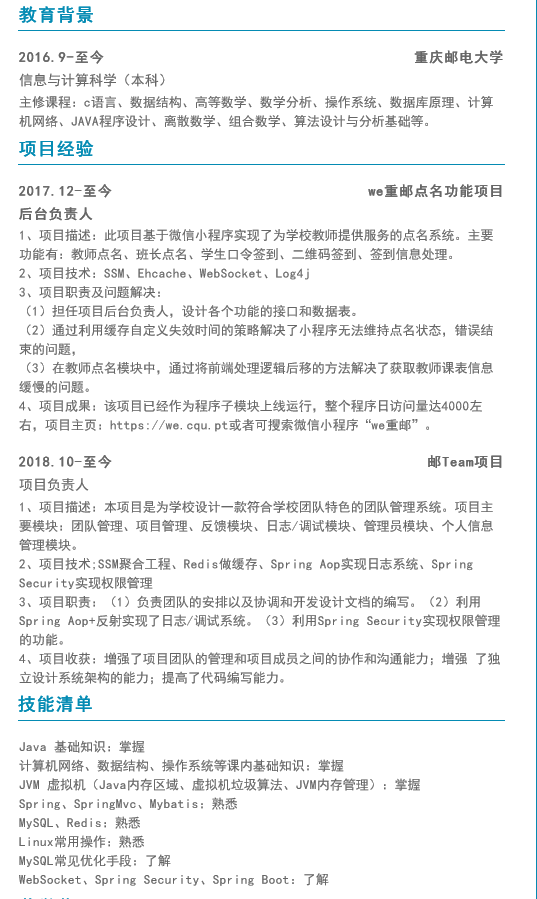 教育背景
2016.9-至今 重庆邮电大学
信息与计算科学（本科）
主修课程：c语言、数据结构、高等数学、数学分析、操作系统、数据库原理、计算
机网络、JAVA程序设计、离散数学、组合数学、算法设计与分析基础等。
项目经验
2017.12-至今 we重邮点名功能项目
后台负责人
1、项目描述：此项目基于微信小程序实现了为学校教师提供服务的点名系统。主要
功能有：教师点名、班长点名、学生口令签到、二维码签到、签到信息处理。
2、项目技术：SSM、Ehcache、WebSocket、Log4j
3、项目职责及问题解决：
（1）担任项目后台负责人，设计各个功能的接口和数据表。
（2）通过利用缓存自定义失效时间的策略解决了小程序无法维持点名状态，错误结
束的问题，
（3）在教师点名模块中，通过将前端处理逻辑后移的方法解决了获取教师课表信息
缓慢的问题。
4、项目成果：该项目已经作为程序子模块上线运行，整个程序日访问量达4000左
右，项目主页：https://we.cqu.pt或者可搜索微信小程序“we重邮”。
2018.10-至今 邮Team项目
项目负责人
1、项目描述：本项目是为学校设计一款符合学校团队特色的团队管理系统。项目主
要模块：团队管理、项目管理、反馈模块、日志/调试模块、管理员模块、个人信息
管理模块。
2、项目技术;SSM聚合工程、Redis做缓存、Spring Aop实现日志系统、Spring
Security实现权限管理
3、项目职责：（1）负责团队的安排以及协调和开发设计文档的编写。（2）利用
Spring Aop+反射实现了日志/调试系统。（3）利用Spring Security实现权限管理
的功能。
4、项目收获：增强了项目团队的管理和项目成员之间的协作和沟通能力；增强 了独
立设计系统架构的能力；提高了代码编写能力。
技能清单
Java 基础知识：掌握
计算机网络、数据结构、操作系统等课内基础知识：掌握
JVM 虚拟机（Java内存区域、虚拟机垃圾算法、JVM内存管理）：掌握
Spring、SpringMvc、Mybatis：熟悉
MySQL、Redis：熟悉
Linux常用操作：熟悉
MySQL常见优化手段：了解
WebSocket、Spring Security、Spring Boot：了解